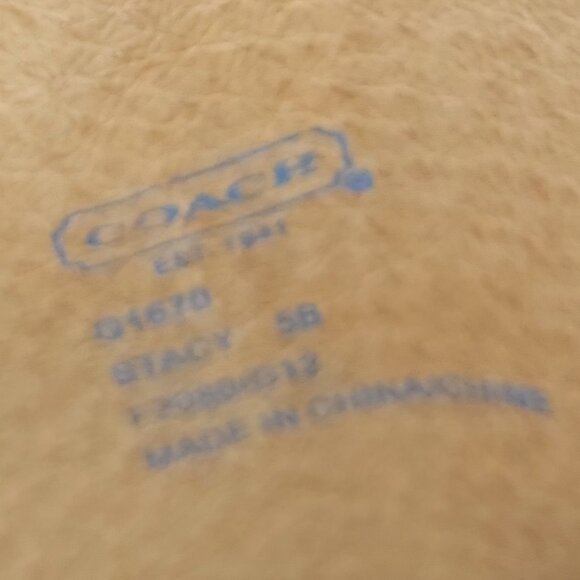 COACH
EST. 1941
Q1670
STACY 5B
MADE IN CHINA/CHINE